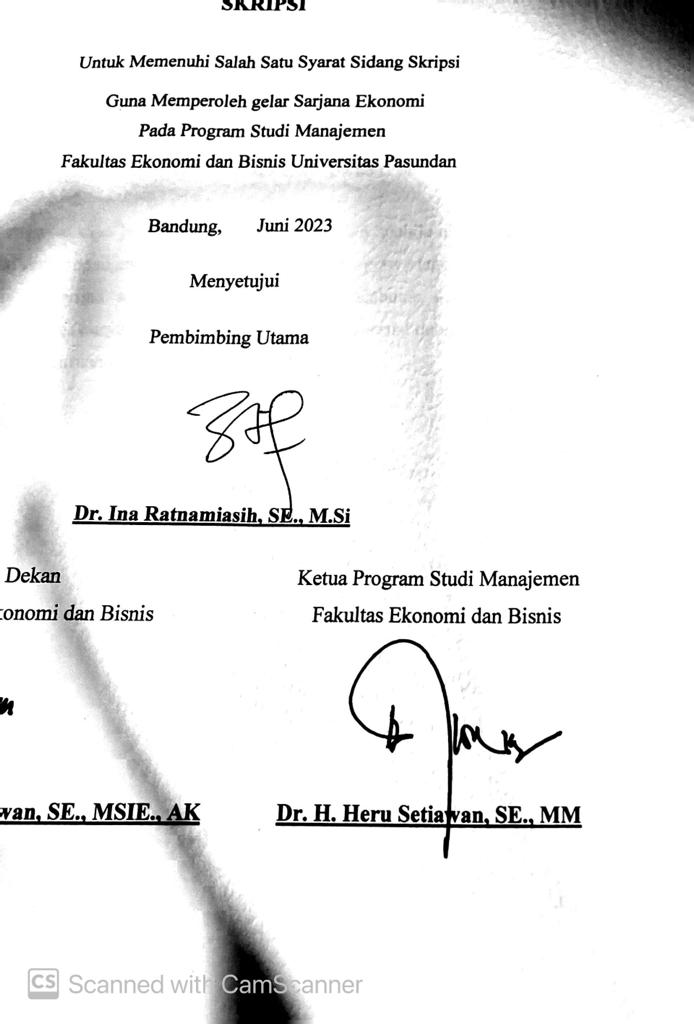 SKRIPSI
Untuk Memenuhi Salah Satu Syarat Sidang Skripsi
Guna Memperoleh gelar Sarjana Ekonomi
Pada Program Studi Manajemen
Fakultas Ekonomi dan Bisnis Universitas Pasundan
Bandung, Juni 2023
Menyetujui
Pembimbing Utama
Dr. Ina Ratnamiasih, SE., M.Si
Dekan
Ketua Program Studi Manajemen
konomi dan Bisnis
Fakultas Ekonomi dan Bisnis
wan, SE., MSIE., AK
Dr. H. Heru Setiawan, SE., MM
CS Scanned with CamScanner